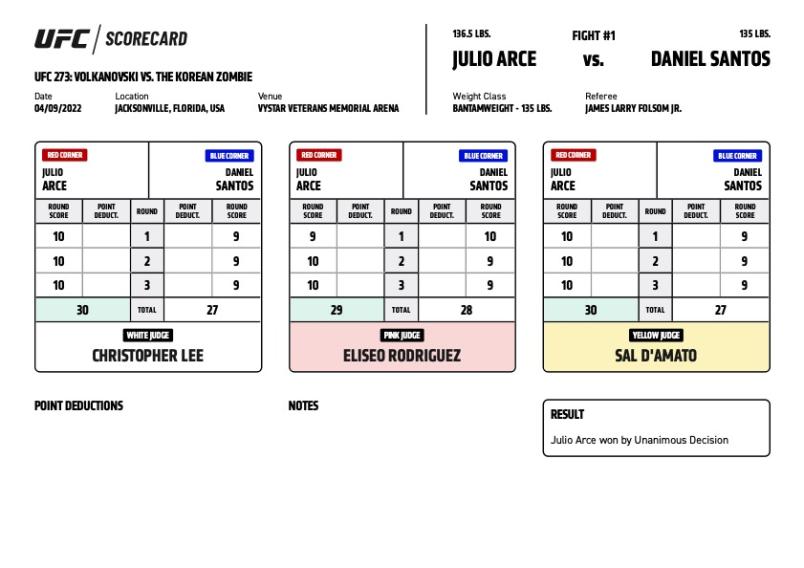 UFC / SCORECARD
UFC 273: VOLKANOVSKI VS. THE KOREAN ZOMBIE
Date Location Venue
04/09/2022 JACKSONVILLE, FLORIDA, USA VYSTAR VETERANS MEMORIAL ARENA
136.5 LBS. FIGHT #1 135 LBS.
JULIO ARCE vs. DANIEL SANTOS
Weight Class Referee
BANTAMWEIGHT - 135 LBS. JAMES LARRY FOLSOM JR.
RED CORNER BLUE CORNER
JULIO DANIEL
ARCE SANTOS
ROUND SCORE POINT DEDUCT. ROUND POINT DEDUCT. ROUND SCORE
10 1 9
10 2 9
10 3 9
30 TOTAL 27
WHITE JUDGE
CHRISTOPHER LEE
RED CORNER BLUE CORNER
JULIO DANIEL
ARCE SANTOS
ROUND SCORE POINT DEDUCT. ROUND POINT DEDUCT. ROUND SCORE
9 1 10
10 2 9
10 3 9
29 TOTAL 28
PINK JUDGE
ELISEO RODRIGUEZ
RED CORNER BLUE CORNER
JULIO DANIEL
ARCE SANTOS
ROUND SCORE POINT DEDUCT. ROUND POINT DEDUCT. ROUND SCORE
10 1 9
10 2 9
10 3 9
30 TOTAL 27
YELLOW JUDGE
SAL D'AMATO
POINT DEDUCTIONS
NOTES
RESULT
Julio Arce won by Unanimous Decision